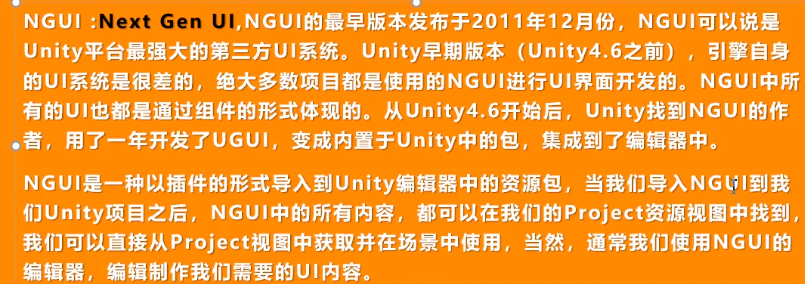 NGUI :Next Gen UI,NGUI的最早版本发布于2011年12月份，NGUI可以说是
Unity平台最强大的第三方UI系统。Unity早期版本（Unity4.6之前），引擎自身
的UI系统是很差的，绝大多数项目都是使用的NGUI进行UI界面开发的。NGUI中所
有的UI也都是通过组件的形式体现的。从Unity4.6开始后，Unity找到NGUI的作
者，用了一年开发了UGUI，变成内置于Unity中的包，集成到了编辑器中。
NGUI是一种以插件的形式导入到Unity编辑器中的资源包，当我们导入NGUI到我
们Unity项目之后，NGUI中的所有内容，都可以在我们的Project资源视图中找到，
我们可以直接从Project视图中获取并在场景中使用，当然，通常我们使用NGUI的
编辑器，编辑制作我们需要的UI内容。